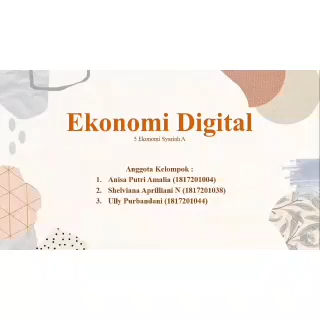 Ekonomi Digital
5 Ekonomi Syariah A
Anggota Kelompok :
1. Anisa Putri Amalia (1817201004)
2. Shelviana Aprilliani N (1817201038)
3. Ully Purbandani (1817201044)